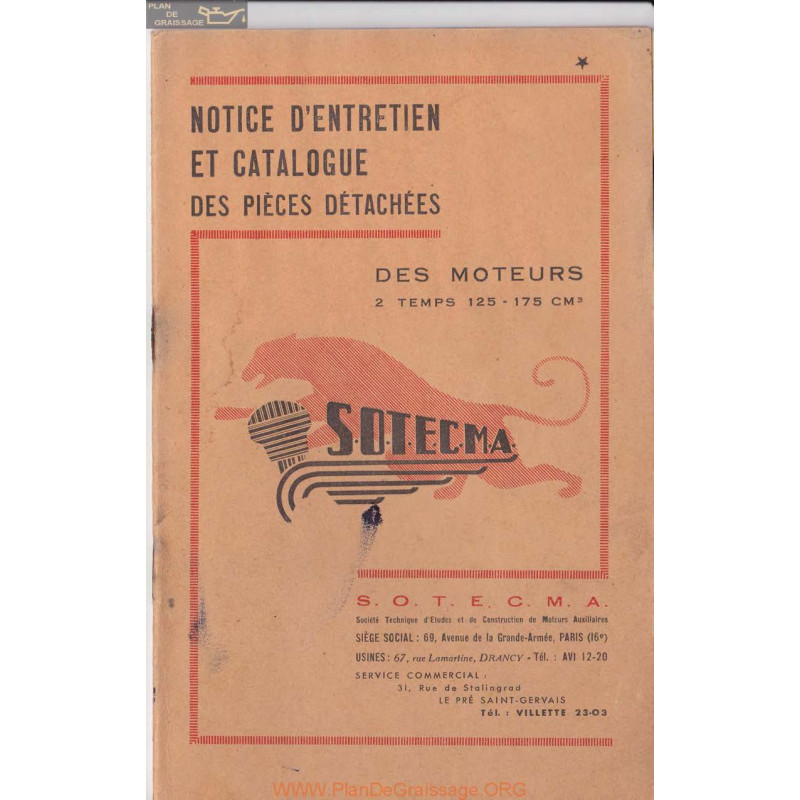 PLAN
DE
GRAISSAGE
NOTICE D'ENTRETIEN
ET CATALOGUE
DES PIÈCES DÉTACHÉES
DES MOTEURS
2 TEMPS 125 - 175 CM³
S.O.T.E.C.M.A.
S. O. T. E. C. M. A.
Société Technique d'Etudes et de Construction de Moteurs Auxiliaires
SIÈGE SOCIAL : 69, Avenue de la Grande-Armée, PARIS (16e)
USINES : 67, rue Lamartine, DRANCY - Tél. : AVI 12-20
SERVICE COMMERCIAL :
31, Rue de Stalingrad
LE PRÉ SAINT-GERVAIS
Tél. : VILLETTE 23-03
WWW.PlanDeGraissage.ORG